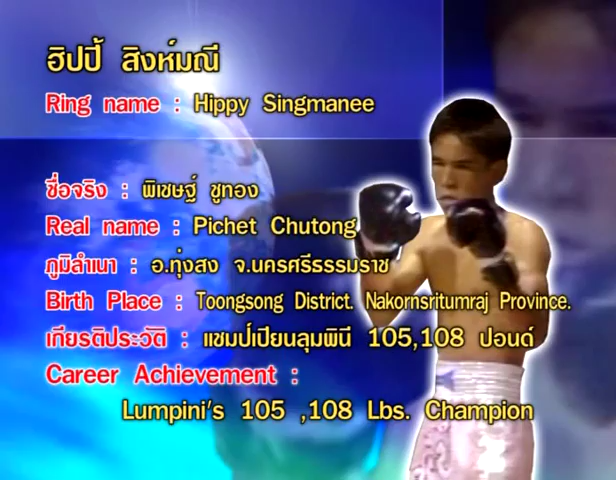 ฮิปปี้ สิงห์มณี
Ring name : Hippy Singmanee
ชื่อจริง : พิเชษฐ์ ชูทอง
Real name : Pichet Chutong
ภูมิลำเนา : อ.ทุ่งสง จ.นครศรีธรรมราช
Birth Place : Toongsong District. Nakornsritumraj Province.
เกียรติประวัติ : แชมป์เปียนลุมพินี 105,108 ปอนด์
Career Achievement :
Lumpini's 105 ,108 Lbs. Champion